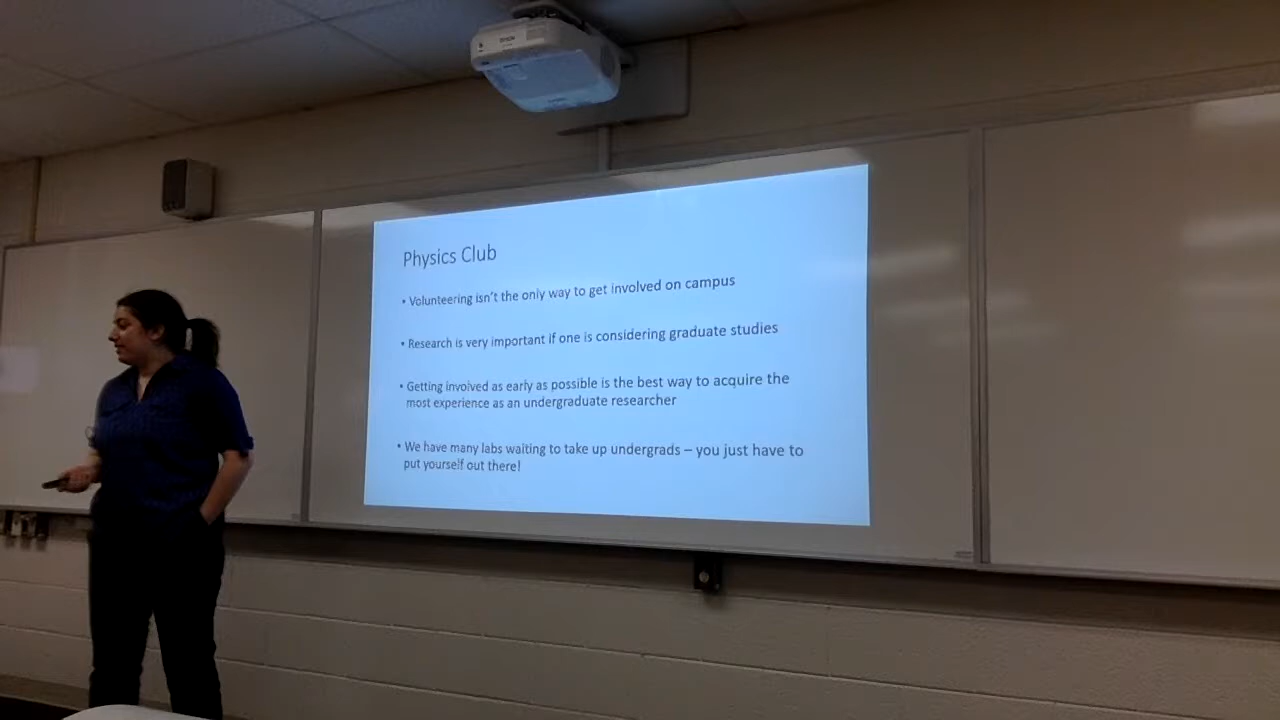 EPSON
Physics Club
• Volunteering isn't the only way to get involved on campus
• Research is very important if one is considering graduate studies
• Getting involved as early as possible is the best way to acquire the
most experience as an undergraduate researcher
• We have many labs waiting to take up undergrads – you just have to
put yourself out there!